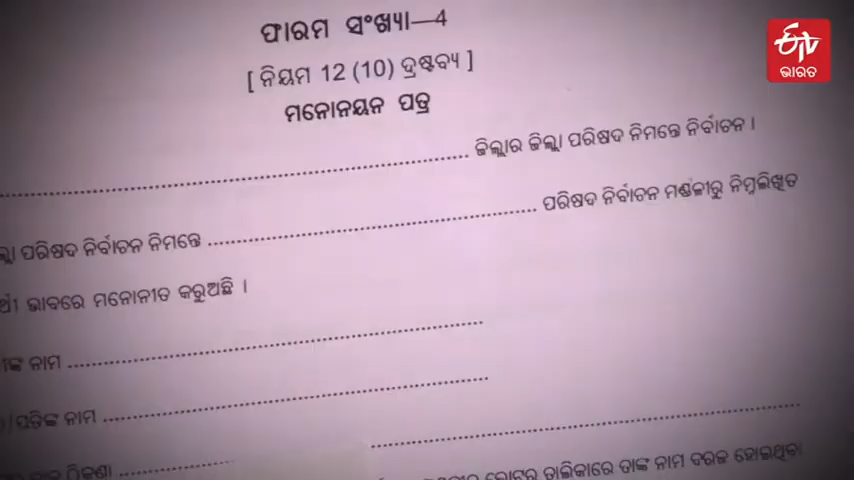 ଫାରମ ସଂଖ୍ୟା—4
ETV
ଭାରତ
[ ନିୟମ 12 (10) ଦ୍ରଷ୍ଟବ୍ୟ ]
ମନୋନୟନ ପତ୍ର
................................................ ଜିଲ୍ଲାର ଜିଲ୍ଲା ପରିଷଦ ନିମନ୍ତେ ନିର୍ବାଚନ ।
ପରିଷଦ ନିର୍ବାଚନ ନିମନ୍ତେ ................................................ ପରିଷଦ ନିର୍ବାଚନ ମଣ୍ଡଳୀରୁ ନିମ୍ନଲିଖିତ
ଭାବରେ ମନୋନୀତ କରୁଅଛି ।
ନାମ ................................................
ନାମ ................................................
ଠିକଣା ................
ତାଲିକାରେ ତାଙ୍କ ନାମ ଦରଜ ହୋଇଥିବା